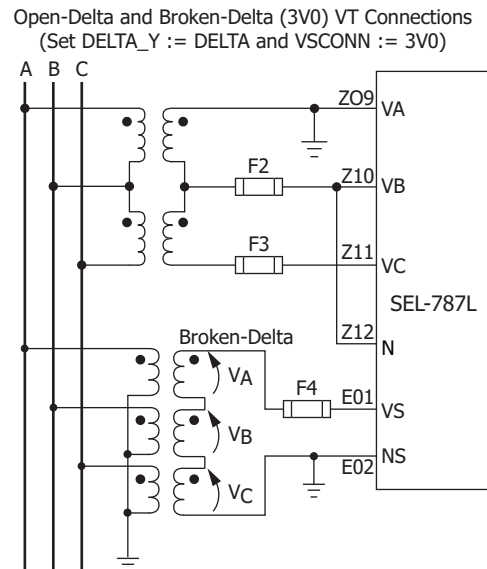 Open-Delta and Broken-Delta (3V0) VT Connections
(Set DELTA_Y := DELTA and VSCONN := 3V0)
A B C
ZO9 VA
F2 Z10 VB
F3 Z11 VC
SEL-787L
Z12 N
Broken-Delta
VA
F4 E01 VS
VB
NS
E02
VC